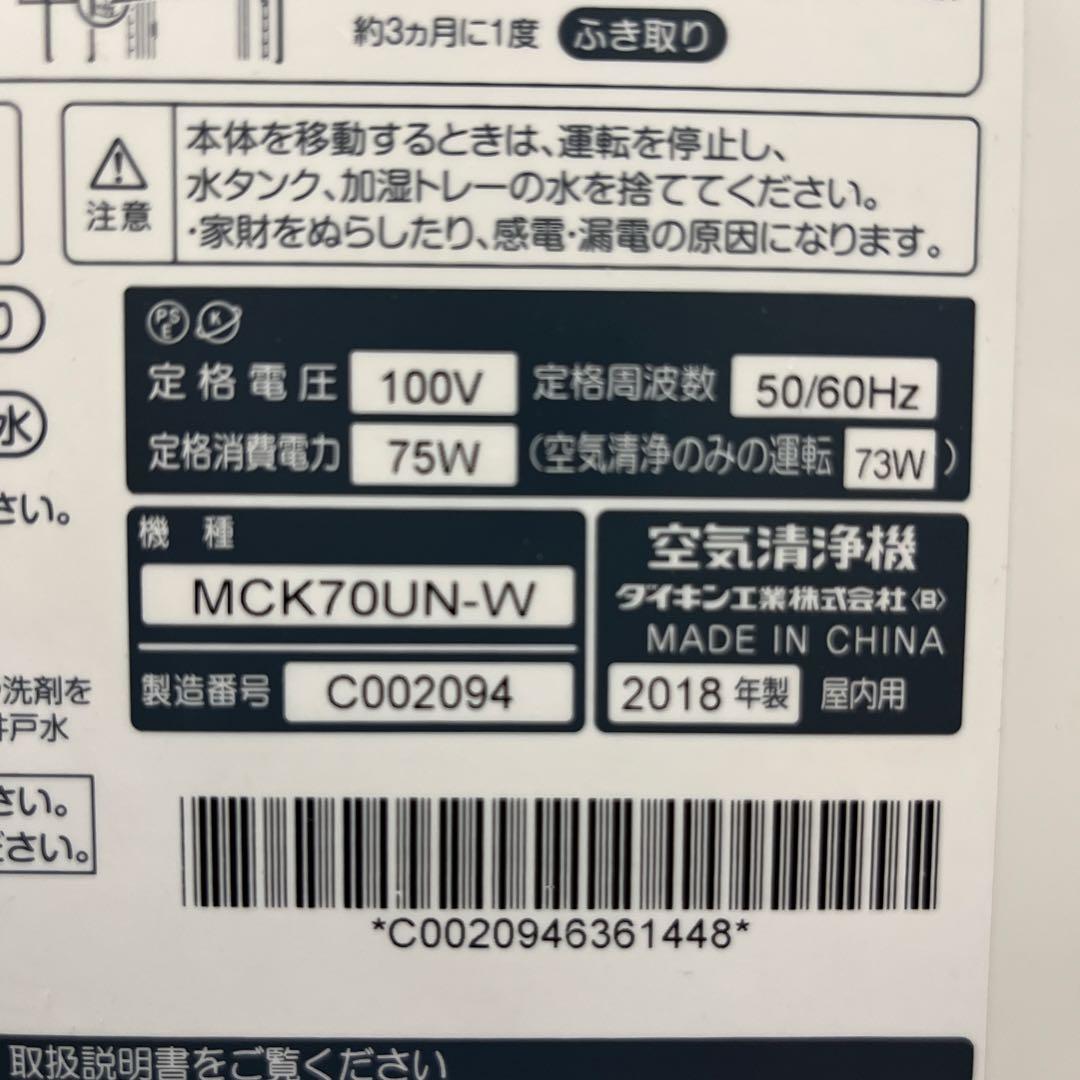 約3ヵ月に1度 ふき取り
注意
本体を移動するときは、運転を停止し、
水タンク、加湿トレーの水を捨ててください。
・家財をぬらしたり、感電・漏電の原因になります。
水
さい。
PS E K
定格電圧 100V 定格周波数 50/60Hz
定格消費電力 75W (空気清浄のみの運転 73W)
機種
MCK70UN-W
製造番号 C002094
空気清浄機
ダイキン工業株式会社〈B〉
MADE IN CHINA
2018 年製 屋内用
洗剤を
井戸水
さい。
ださい。
*C0020946361448*
取扱説明書をご覧ください